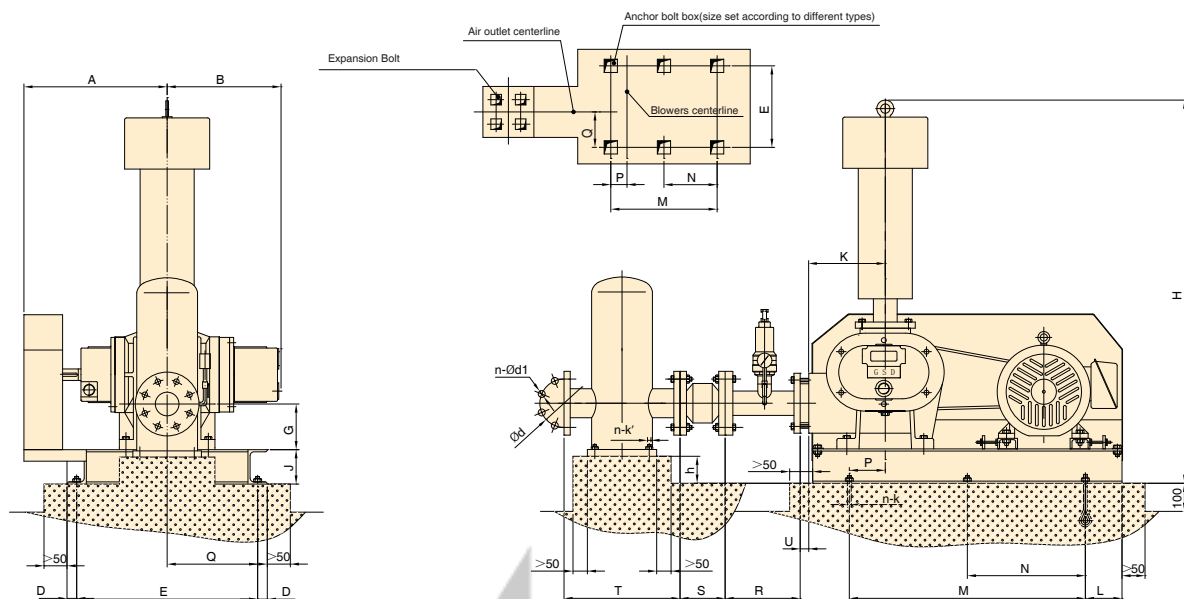 Anchor bolt box(size set according to different types)
Air outlet centerline
Expansion Bolt
Blowers centerline
A
B
E
Q
P
N
M
K
H
G S D
n-Ød1
Ød
n-k'
G
J
h
>50
P
n-k
100
U
>50
Q
>50
>50
>50
>50
N
D
E
D
T
S
R
M
L